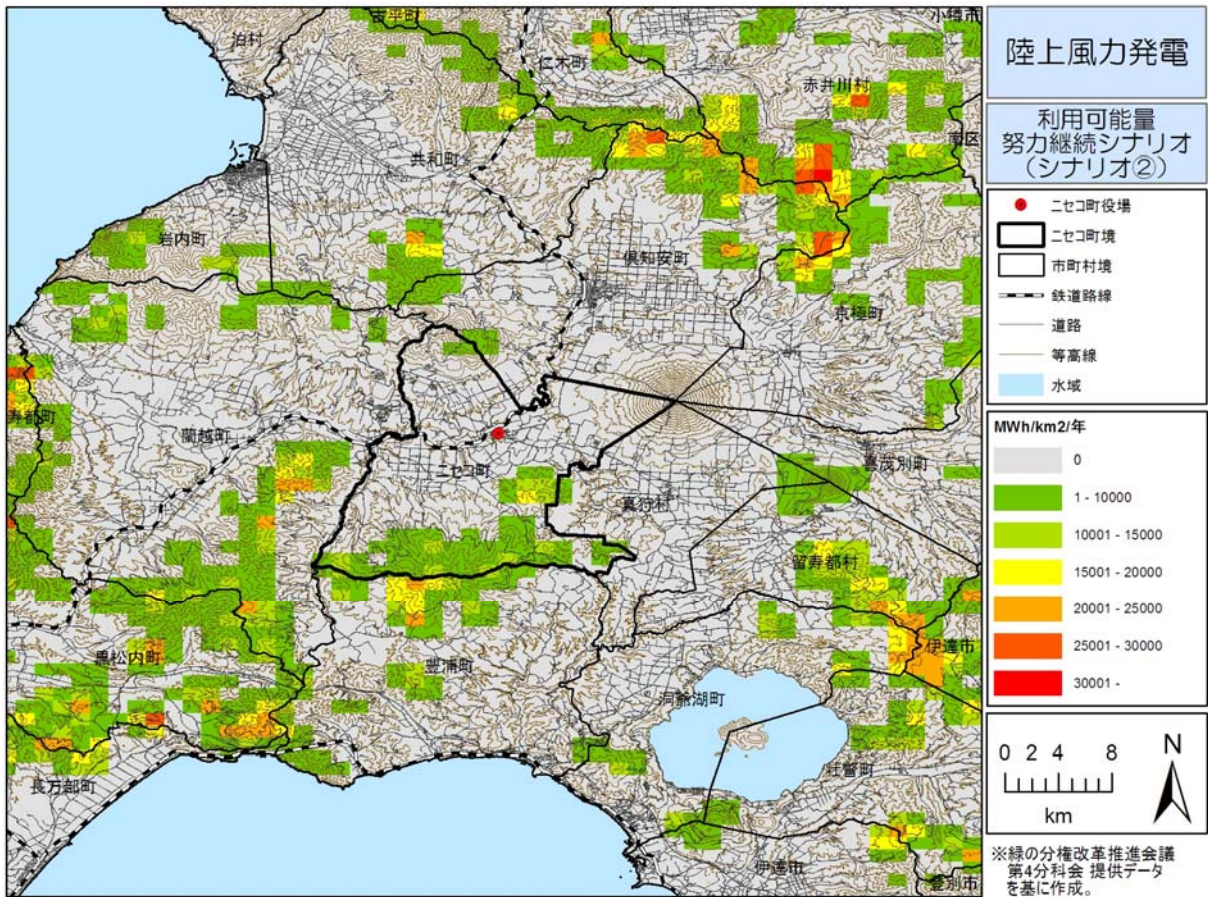 陸上風力発電
利用可能量
努力継続シナリオ
（シナリオ②）
ニセコ町役場
ニセコ町境
市町村境
鉄道路線
道路
等高線
水域
MWh/km2/年
0
1 - 10000
10001 - 15000
15001 - 20000
20001 - 25000
25001 - 30000
30001 -
0 2 4 8
km
N
※緑の分権改革推進会議
第4分科会 提供データ
を基に作成。
古平町
小樽市
泊村
仁木町
赤井川村
南区
共和町
岩内町
倶知安町
京極町
寿都町
蘭越町
ニセコ町
喜茂別町
真狩村
留寿都村
黒松内町
豊浦町
伊達市
洞爺湖町
長万部町
壮瞥町
伊達市
登別市